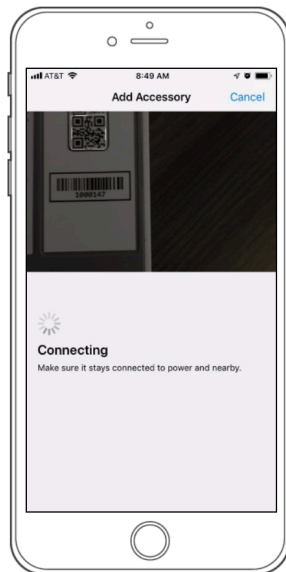 AT&T 8:49 AM
Add Accessory Cancel
1000147
Connecting
Make sure it stays connected to power and nearby.